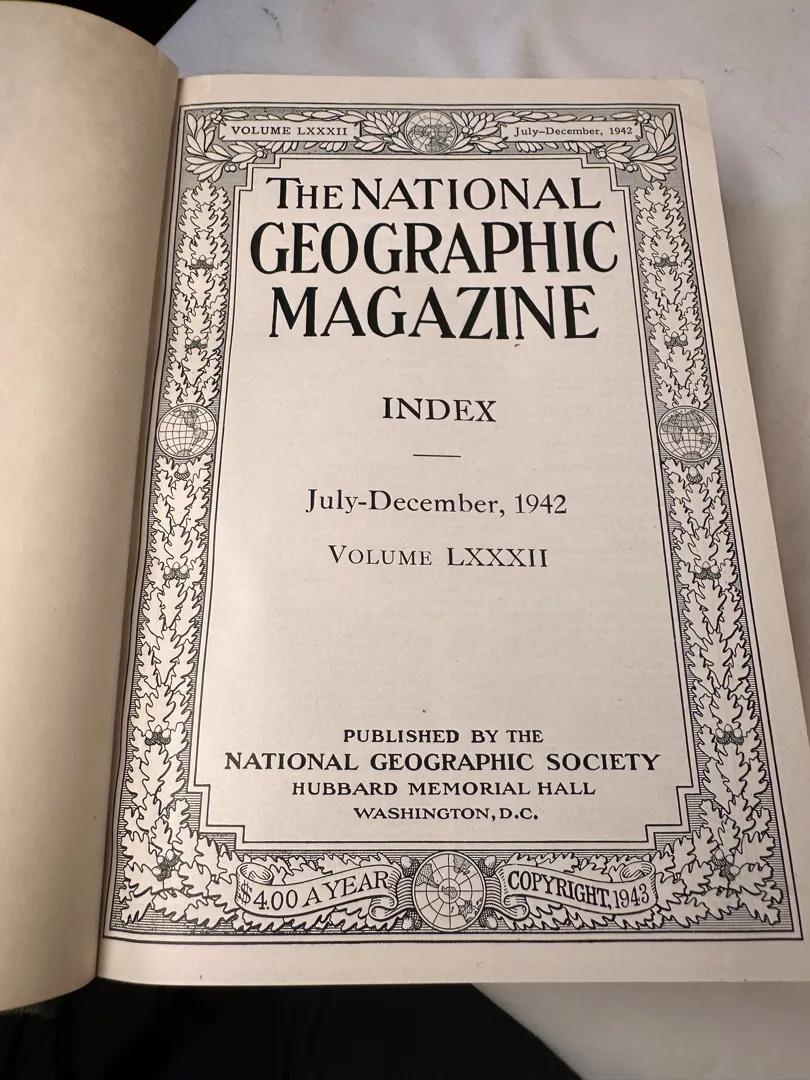 VOLUME LXXXII
July–December, 1942
THE NATIONAL
GEOGRAPHIC
MAGAZINE
INDEX
July-December, 1942
VOLUME LXXXII
PUBLISHED BY THE
NATIONAL GEOGRAPHIC SOCIETY
HUBBARD MEMORIAL HALL
WASHINGTON, D.C.
$4.00 A YEAR
COPYRIGHT, 1943